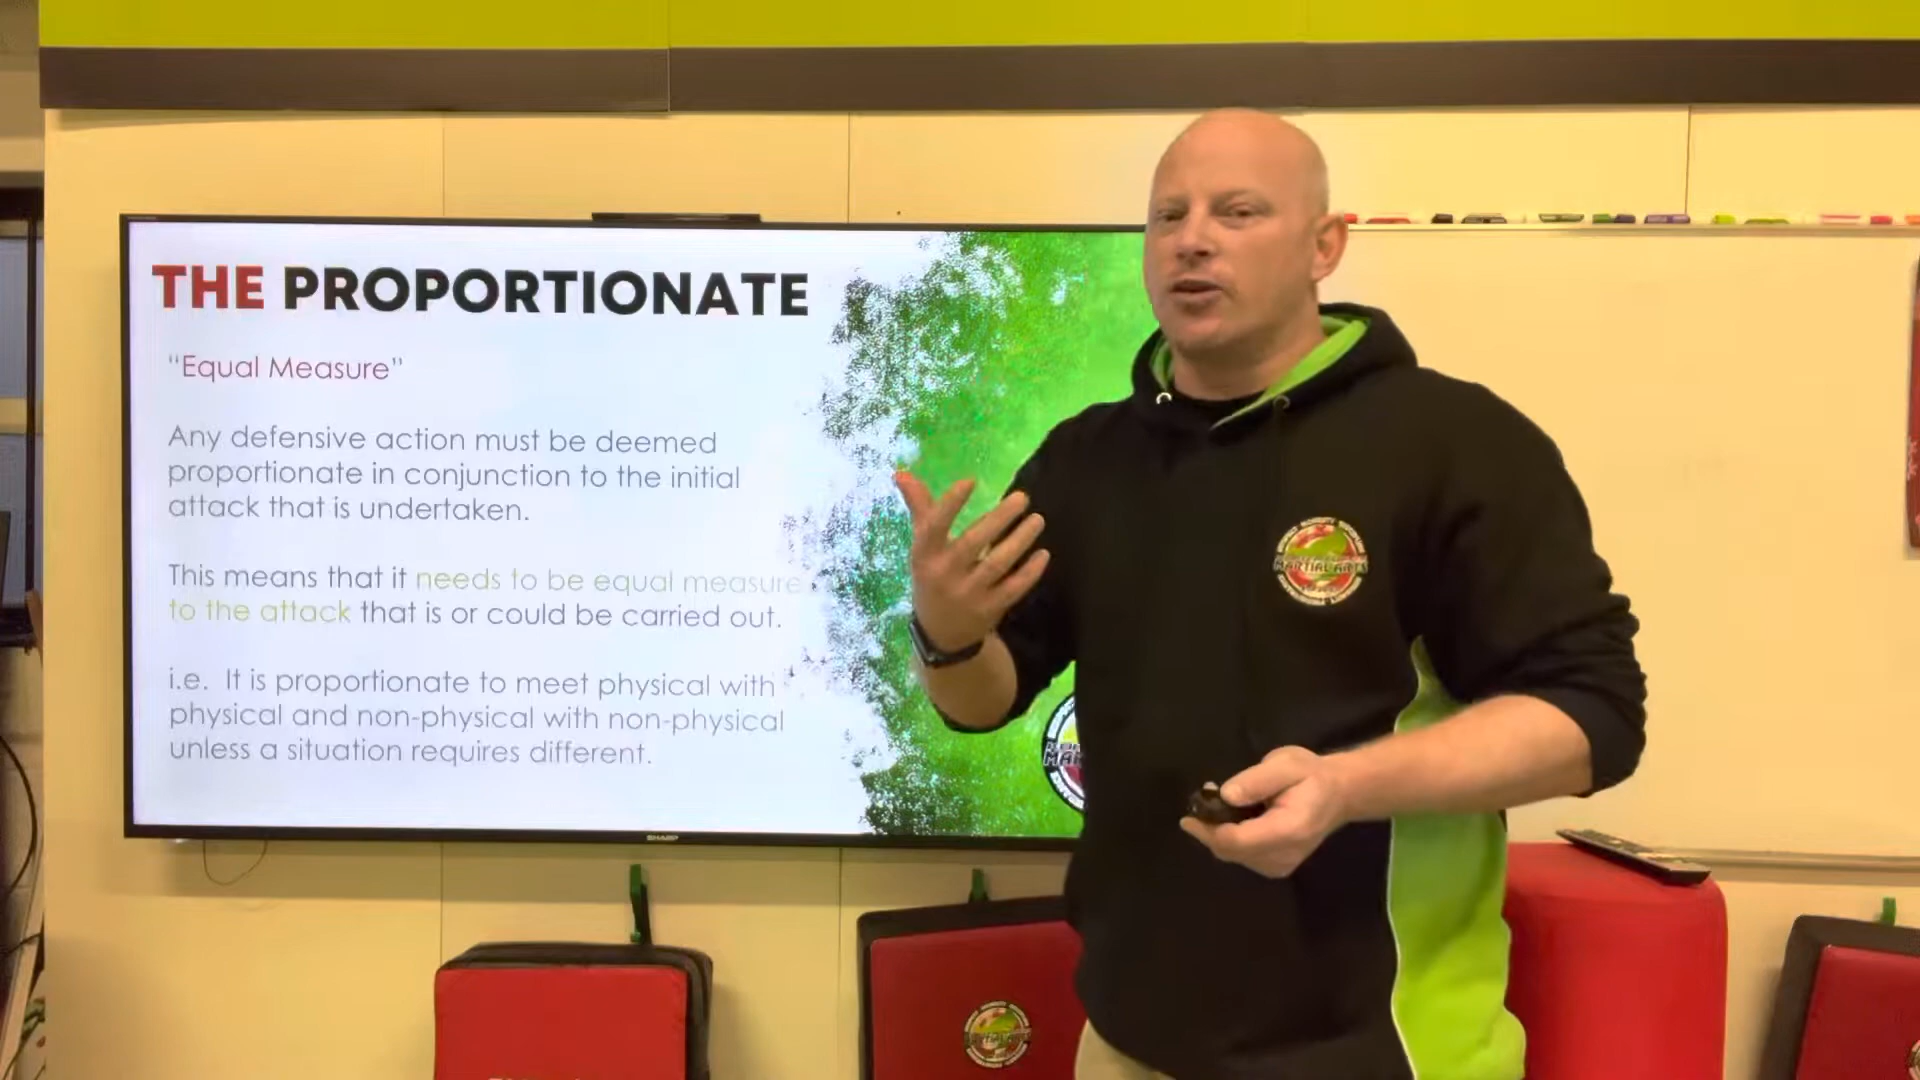 THE PROPORTIONATE
“Equal Measure”
Any defensive action must be deemed
proportionate in conjunction to the initial
attack that is undertaken.
This means that it needs to be equal measure
to the attack that is or could be carried out.
i.e. It is proportionate to meet physical with
physical and non-physical with non-physical
unless a situation requires different.
SHARP
MARTIAL ARTS